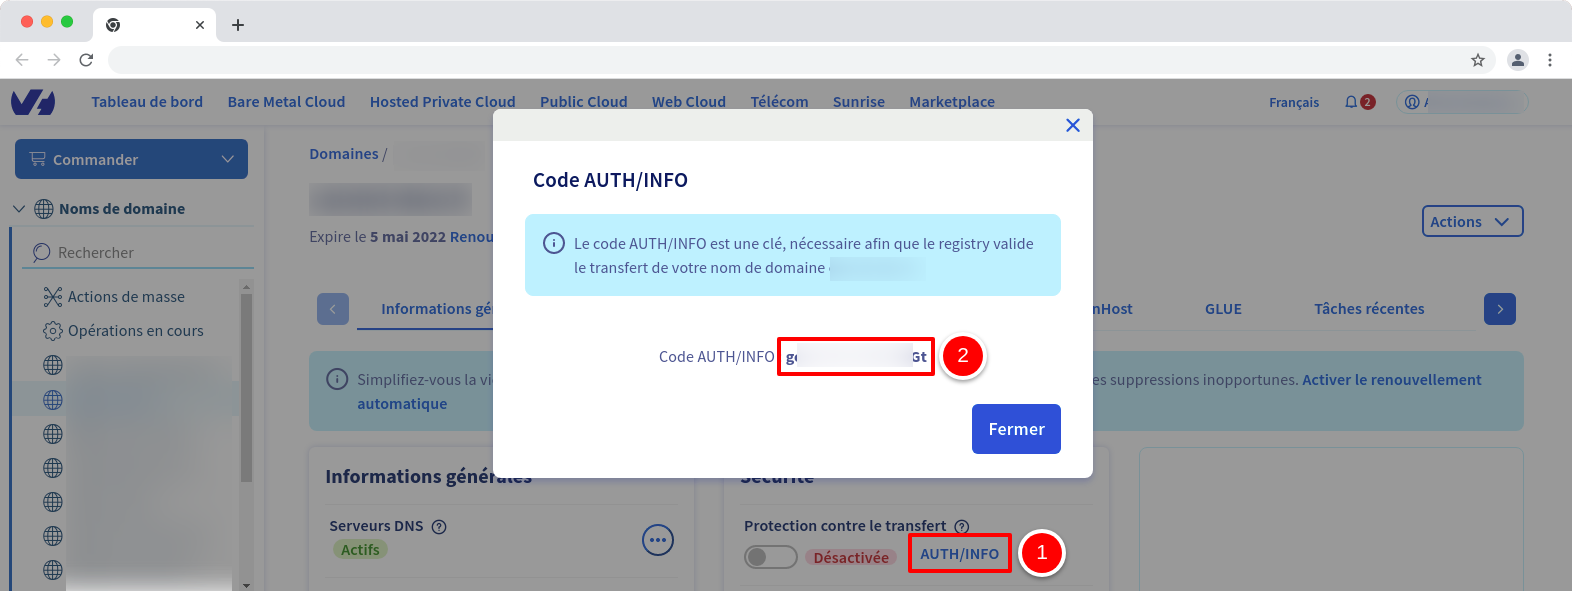 Tableau de bord Bare Metal Cloud Hosted Private Cloud Public Cloud Web Cloud Télécom Sunrise Marketplace Français 2
Commander
Noms de domaine
Rechercher
Actions de masse
Opérations en cours
Domaines /
Expire le 5 mai 2022 Renou
Actions
Informations gén
nHost GLUE Tâches récentes
Simplifiez-vous la vi
es suppressions inopportunes. Activer le renouvellement
automatique
Code AUTH/INFO
Le code AUTH/INFO est une clé, nécessaire afin que le registry valide
le transfert de votre nom de domaine
Code AUTH/INFO
2
Fermer
Informations générales
Serveurs DNS
Actifs
Sécurité
Protection contre le transfert
Désactivée AUTH/INFO 1